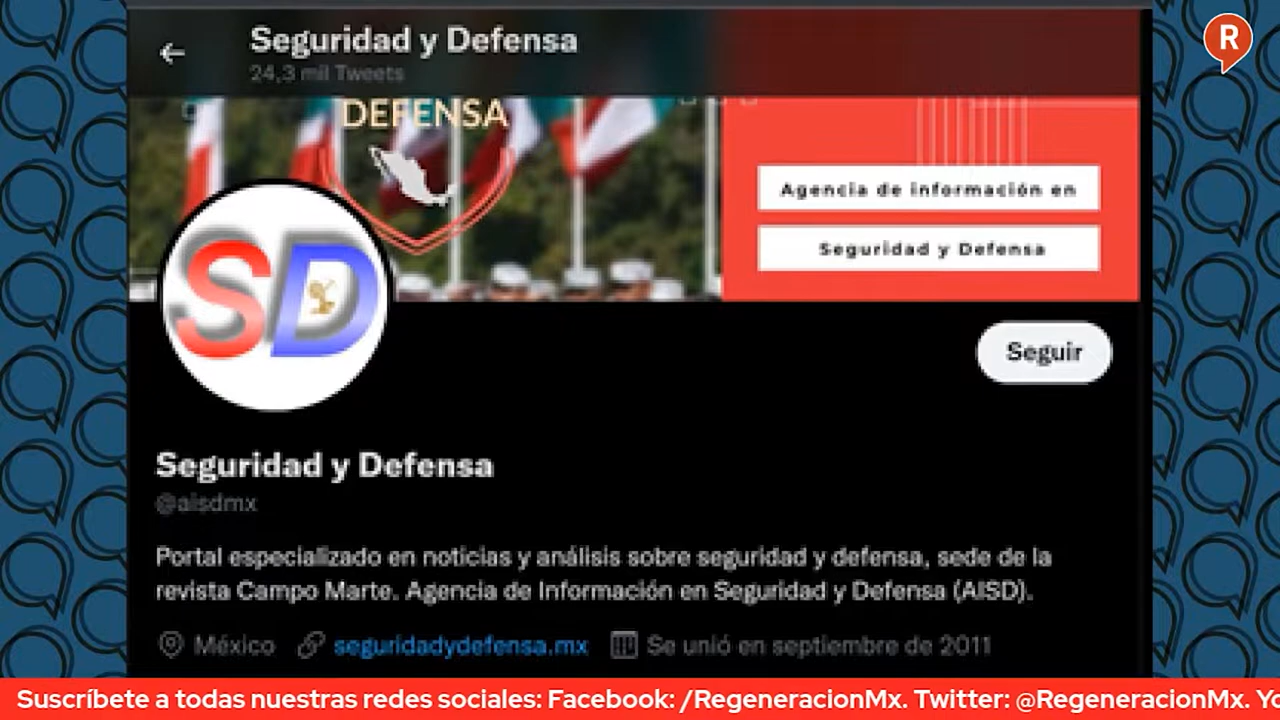 R
Seguridad y Defensa
24,3 mil Tweets
DEFENSA
Agencia de información en
Seguridad y Defensa
SD
Seguir
Seguridad y Defensa
@aisdmx
Portal especializado en noticias y análisis sobre seguridad y defensa, sede de la
revista Campo Marte. Agencia de Información en Seguridad y Defensa (AISD).
México seguridadydefensa.mx Se unió en septiembre de 2011
Suscríbete a todas nuestras redes sociales: Facebook: /RegeneracionMx. Twitter: @RegeneracionMx. Yo